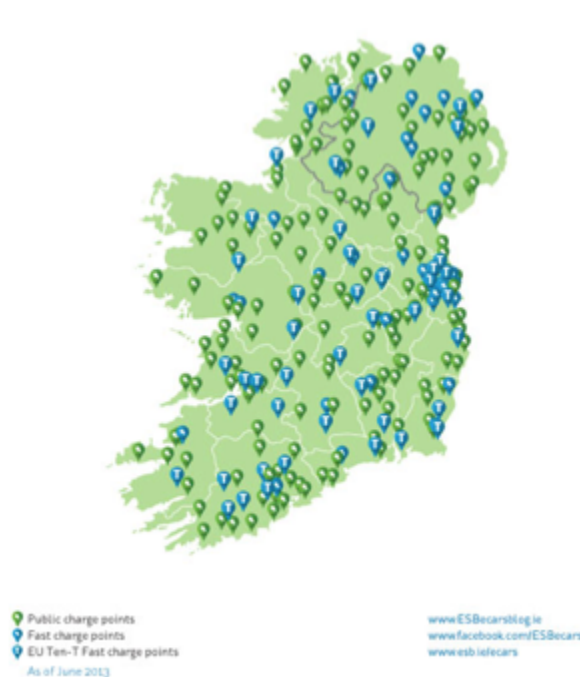 Public charge points
Fast charge points
EU Ten-T Fast charge points
As of June 2013
www.ESBecarsblog.ie
www.facebook.com/ESBecars
www.esb.ie/ecars